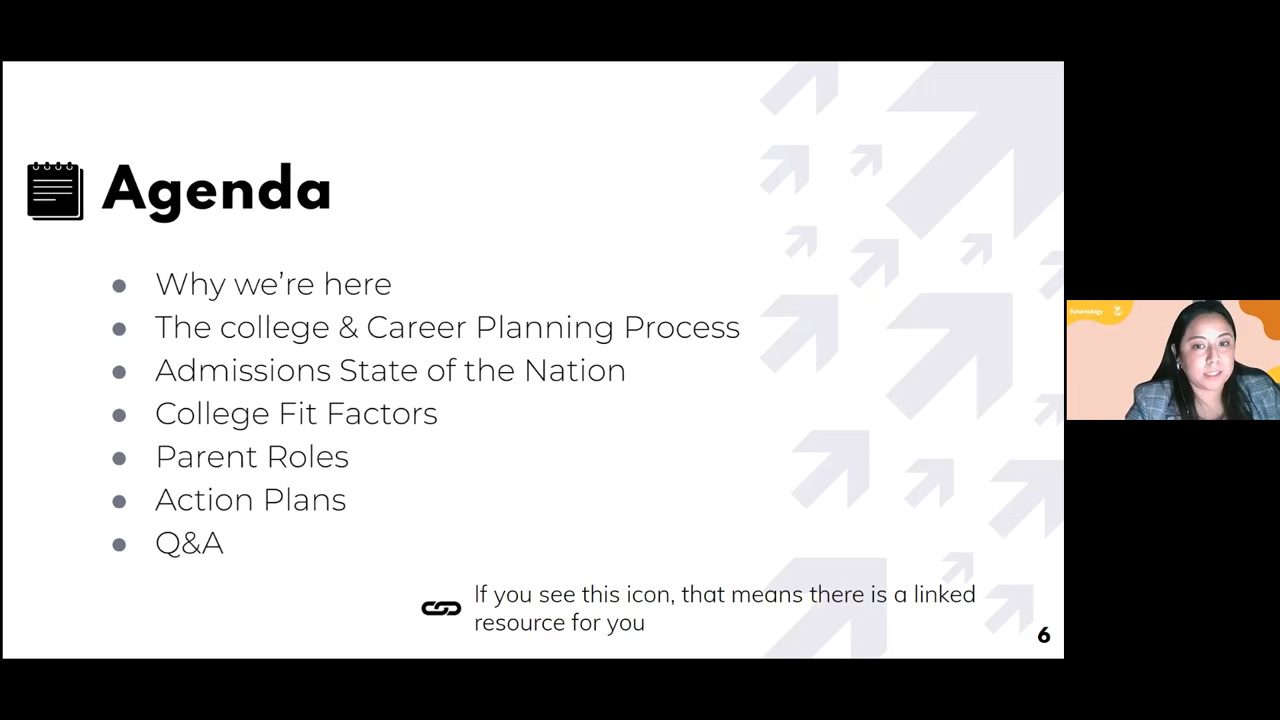 Agenda
Why we're here
The college & Career Planning Process
Admissions State of the Nation
College Fit Factors
Parent Roles
Action Plans
Q&A
If you see this icon, that means there is a linked
resource for you
6
futureology